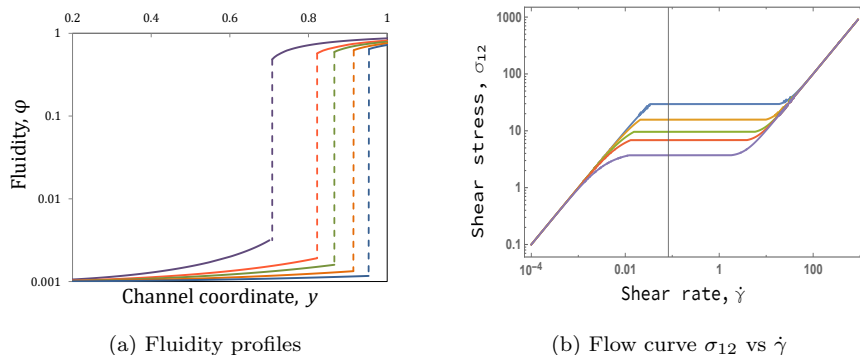 0.2 0.4 0.6 0.8 1
1
0.1
0.01
0.001
Fluidity, φ
Channel coordinate, y
(a) Fluidity profiles
1000
100
10
1
0.1
Shear stress, σ12
10⁻⁴ 0.01 1 100
Shear rate, γ̇
(b) Flow curve σ12 vs γ̇